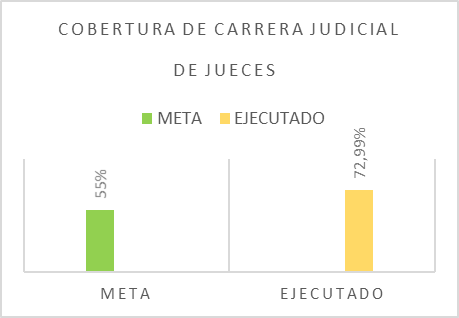 COBERTURA DE CARRERA JUDICIAL
DE JUECES
META EJECUTADO
55%
72,99%
META EJECUTADO